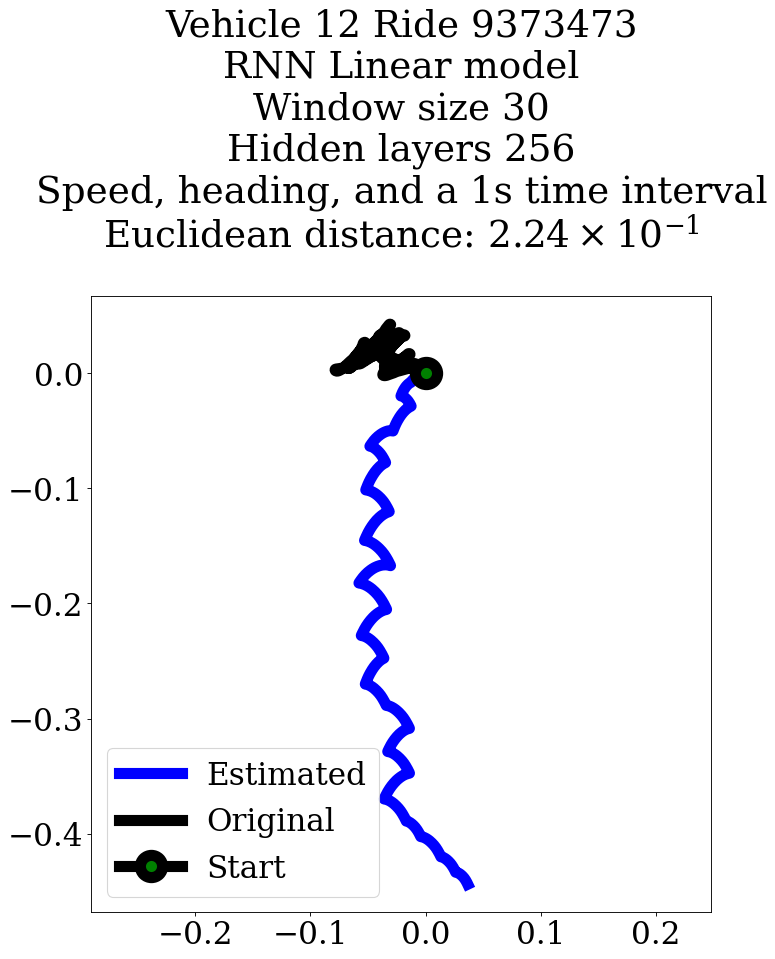 Vehicle 12 Ride 9373473
RNN Linear model
Window size 30
Hidden layers 256
Speed, heading, and a 1s time interval
Euclidean distance: 2.24 × 10⁻¹
0.0
−0.1
−0.2
−0.3
−0.4
Estimated
Original
Start
−0.2 −0.1 0.0 0.1 0.2